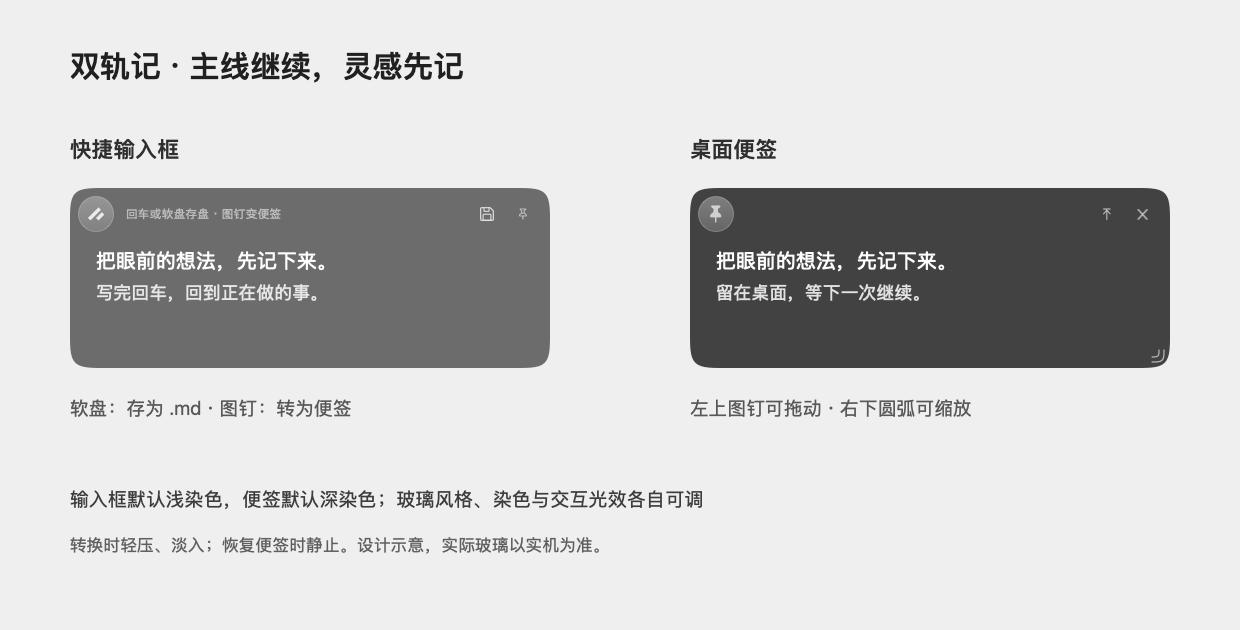 双轨记 · 主线继续，灵感先记
快捷输入框
回车或软盘存盘 · 图钉变便签
把眼前的想法，先记下来。
写完回车，回到正在做的事。
软盘：存为 .md · 图钉：转为便签
桌面便签
把眼前的想法，先记下来。
留在桌面，等下一次继续。
左上图钉可拖动 · 右下圆弧可缩放
输入框默认浅染色，便签默认深染色；玻璃风格、染色与交互光效各自可调
转换时轻压、淡入；恢复便签时静止。设计示意，实际玻璃以实机为准。